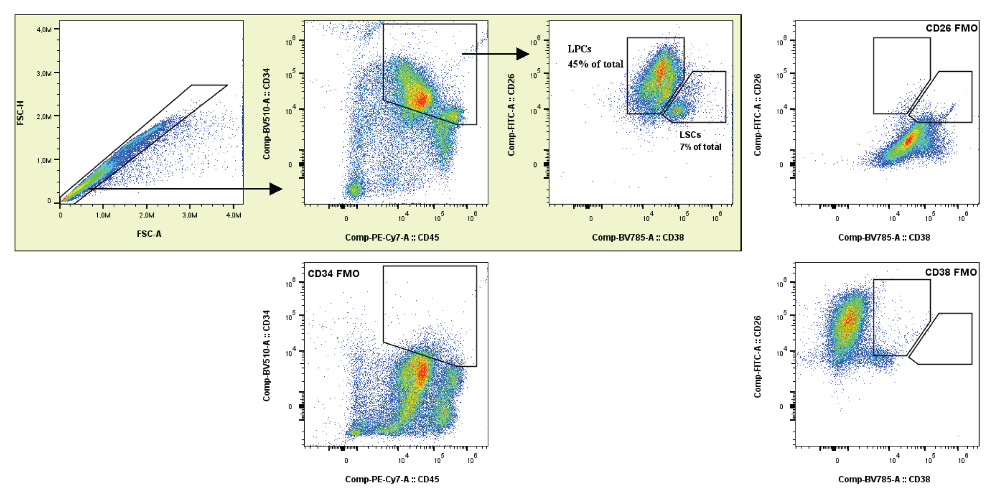 4,0M
3,0M
2,0M
1,0M
0
FSC-H
0 1,0M 2,0M 3,0M 4,0M
FSC-A
10^6
10^5
10^4
0
Comp-BV510-A :: CD34
0 10^4 10^5 10^6
Comp-PE-Cy7-A :: CD45
10^6
10^5
10^4
0
Comp-FITC-A :: CD26
LPCs
45% of total
LSCs
7% of total
0 10^4 10^5 10^6
Comp-BV785-A :: CD38
CD26 FMO
10^6
10^5
10^4
0
Comp-FITC-A :: CD26
0 10^4 10^5 10^6
Comp-BV785-A :: CD38
CD34 FMO
10^6
10^5
10^4
0
Comp-BV510-A :: CD34
0 10^4 10^5 10^6
Comp-PE-Cy7-A :: CD45
CD38 FMO
10^6
10^5
10^4
0
Comp-FITC-A :: CD26
0 10^4 10^5 10^6
Comp-BV785-A :: CD38